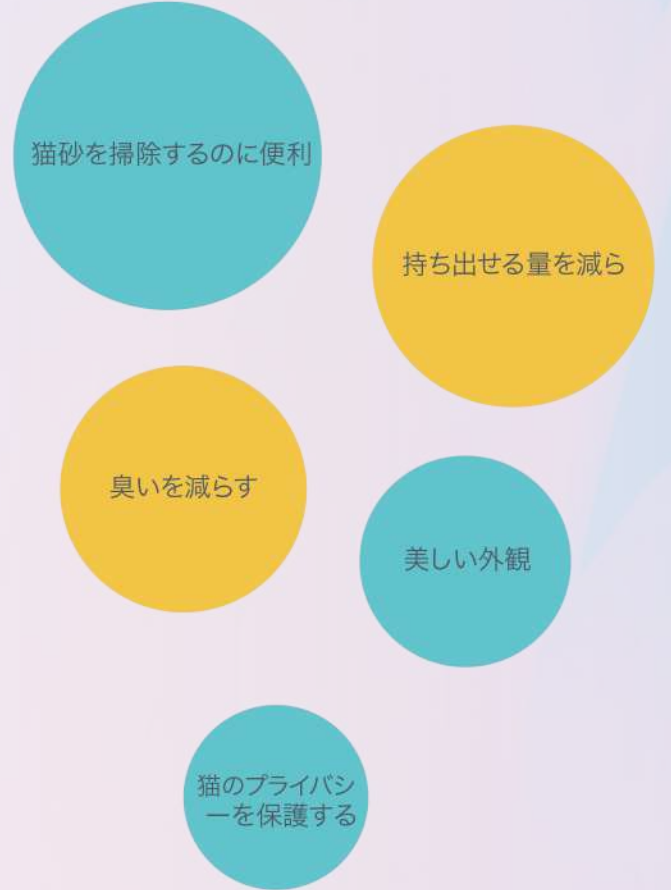 猫砂を掃除するのに便利
持ち出せる量を減ら
臭いを減らす
美しい外観
猫のプライバシ
ーを保護する